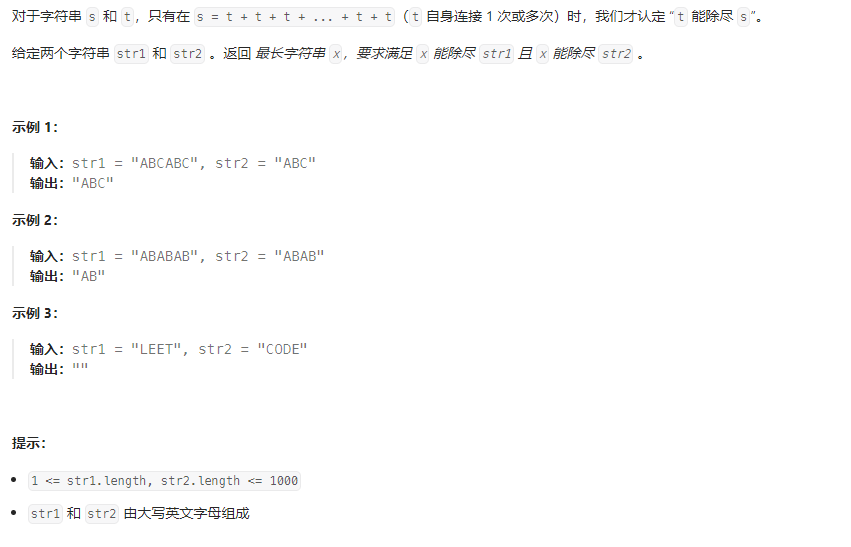 对于字符串 s 和 t，只有在 s = t + t + t + ... + t + t（t 自身连接 1 次或多次）时，我们才认定 “t 能除尽 s”。
给定两个字符串 str1 和 str2 。返回 最长字符串 x，要求满足 x 能除尽 str1 且 x 能除尽 str2 。
示例 1：
输入：str1 = "ABCABC", str2 = "ABC"
输出："ABC"
示例 2：
输入：str1 = "ABABAB", str2 = "ABAB"
输出："AB"
示例 3：
输入：str1 = "LEET", str2 = "CODE"
输出：""
提示：
• 1 <= str1.length, str2.length <= 1000
• str1 和 str2 由大写英文字母组成